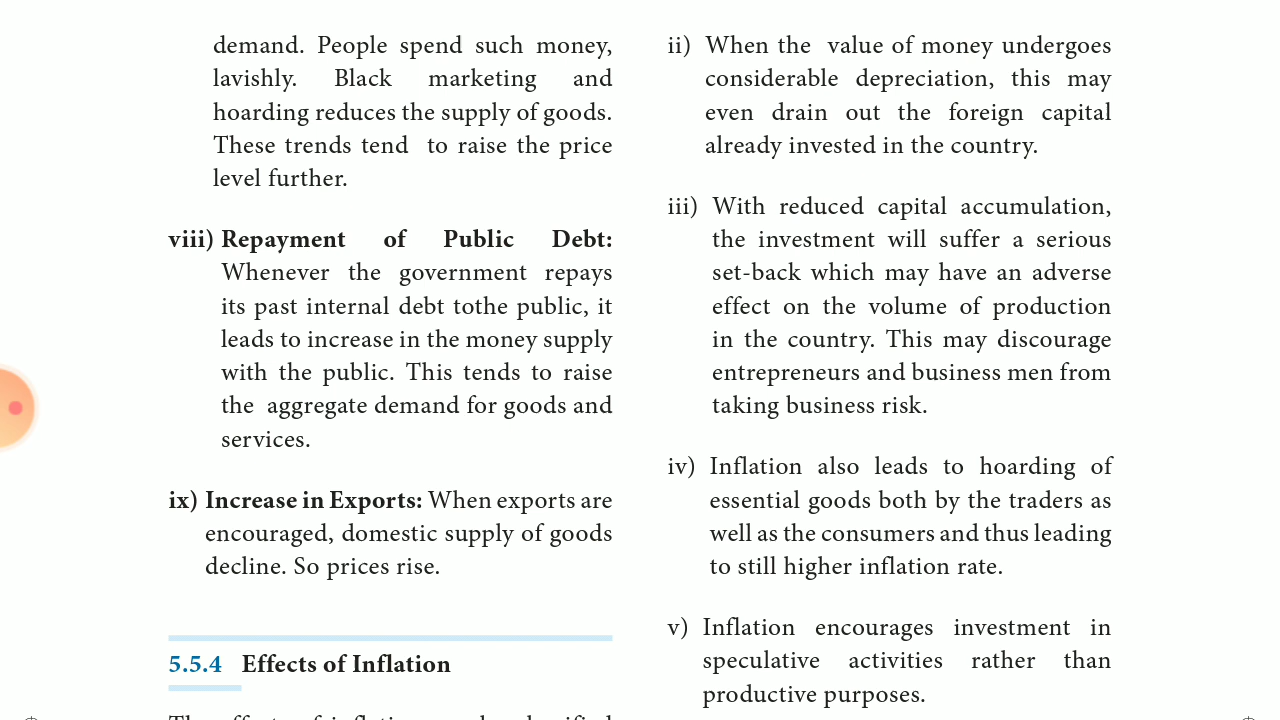 demand. People spend such money,
lavishly. Black marketing and
hoarding reduces the supply of goods.
These trends tend to raise the price
level further.
viii) Repayment of Public Debt:
Whenever the government repays
its past internal debt tothe public, it
leads to increase in the money supply
with the public. This tends to raise
the aggregate demand for goods and
services.
ix) Increase in Exports: When exports are
encouraged, domestic supply of goods
decline. So prices rise.
5.5.4 Effects of Inflation
ii) When the value of money undergoes
considerable depreciation, this may
even drain out the foreign capital
already invested in the country.
iii) With reduced capital accumulation,
the investment will suffer a serious
set-back which may have an adverse
effect on the volume of production
in the country. This may discourage
entrepreneurs and business men from
taking business risk.
iv) Inflation also leads to hoarding of
essential goods both by the traders as
well as the consumers and thus leading
to still higher inflation rate.
v) Inflation encourages investment in
speculative activities rather than
productive purposes.